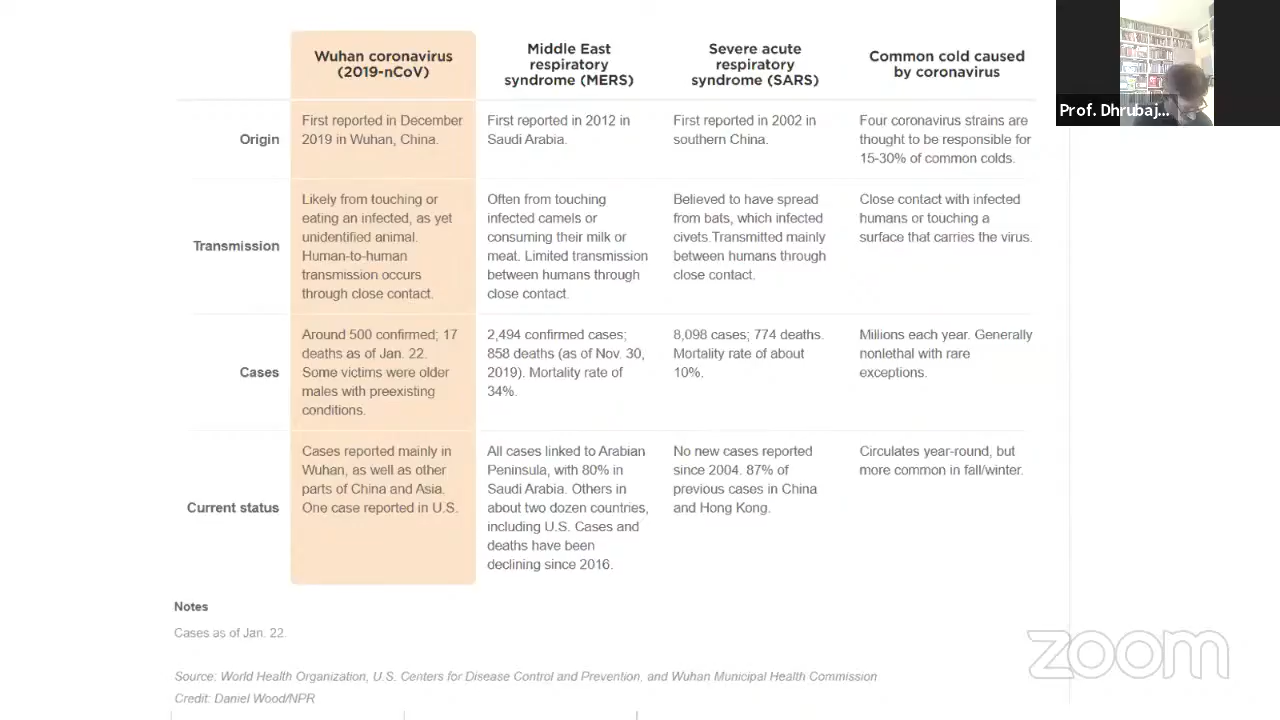 Wuhan coronavirus
(2019-nCoV)
Middle East
respiratory
syndrome (MERS)
Severe acute
respiratory
syndrome (SARS)
Common cold caused
by coronavirus
Prof. Dhrubaj...
Origin
First reported in December
2019 in Wuhan, China.
First reported in 2012 in
Saudi Arabia.
First reported in 2002 in
southern China.
Four coronavirus strains are
thought to be responsible for
15-30% of common colds.
Transmission
Likely from touching or
eating an infected, as yet
unidentified animal.
Human-to-human
transmission occurs
through close contact.
Often from touching
infected camels or
consuming their milk or
meat. Limited transmission
between humans through
close contact.
Believed to have spread
from bats, which infected
civets.Transmitted mainly
between humans through
close contact.
Close contact with infected
humans or touching a
surface that carries the virus.
Cases
Around 500 confirmed; 17
deaths as of Jan. 22.
Some victims were older
males with preexisting
conditions.
2,494 confirmed cases;
858 deaths (as of Nov. 30,
2019). Mortality rate of
34%.
8,098 cases; 774 deaths.
Mortality rate of about
10%.
Millions each year. Generally
nonlethal with rare
exceptions.
Current status
Cases reported mainly in
Wuhan, as well as other
parts of China and Asia.
One case reported in U.S.
All cases linked to Arabian
Peninsula, with 80% in
Saudi Arabia. Others in
about two dozen countries,
including U.S. Cases and
deaths have been
declining since 2016.
No new cases reported
since 2004. 87% of
previous cases in China
and Hong Kong.
Circulates year-round, but
more common in fall/winter.
Notes
Cases as of Jan. 22.
Source: World Health Organization, U.S. Centers for Disease Control and Prevention, and Wuhan Municipal Health Commission
Credit: Daniel Wood/NPR
zoom